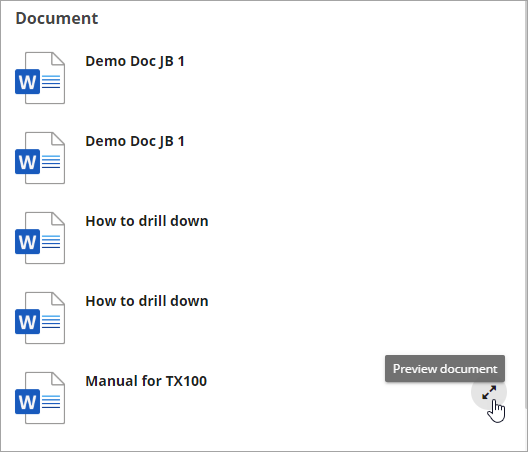 Document
W
Demo Doc JB 1
W
Demo Doc JB 1
W
How to drill down
W
How to drill down
Preview document
W
Manual for TX100